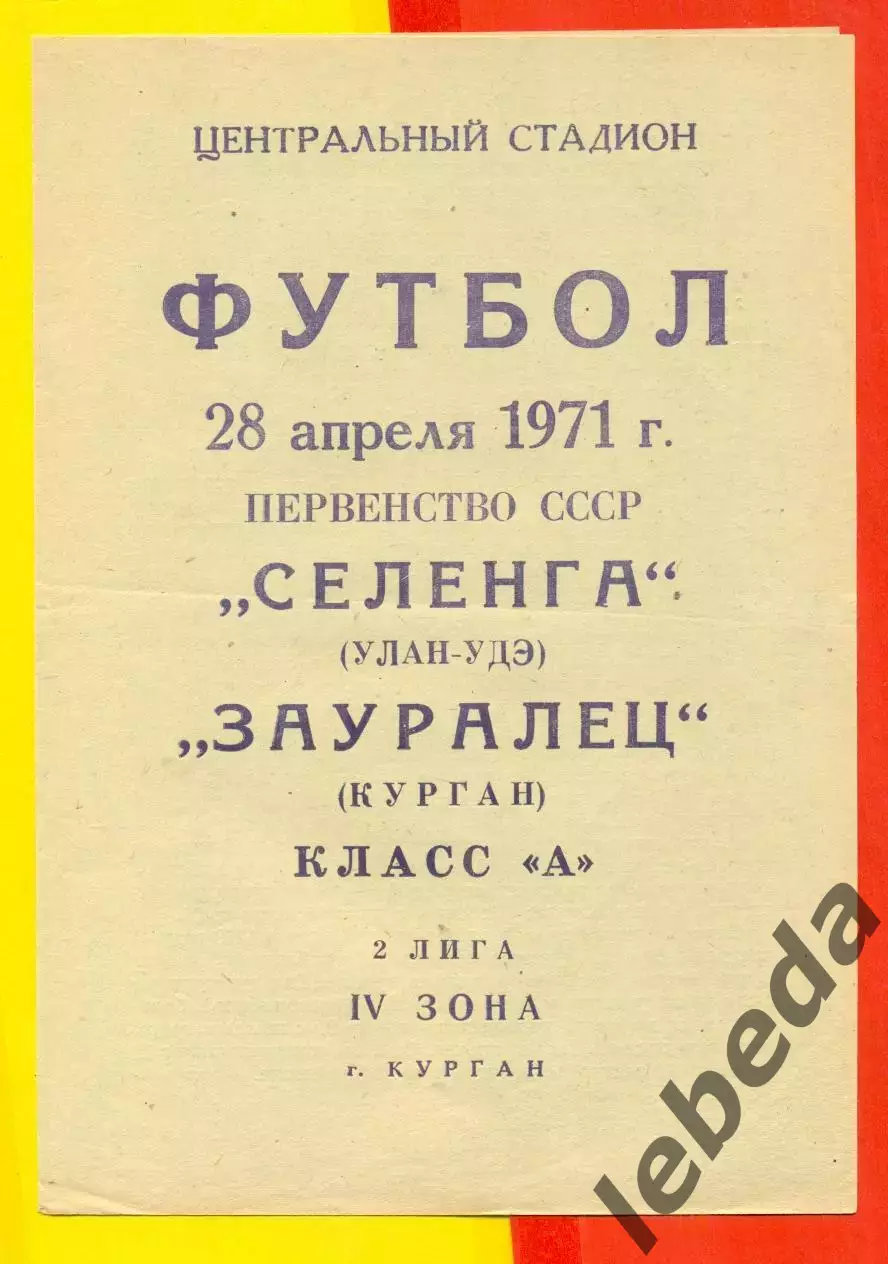 ЦЕНТРАЛЬНЫЙ СТАДИОН
ФУТБОЛ
28 апреля 1971 г.
ПЕРВЕНСТВО СССР
„СЕЛЕНГА“
(УЛАН-УДЭ)
„ЗАУРАЛЕЦ“
(КУРГАН)
КЛАСС «А»
2 ЛИГА
IV ЗОНА
г. КУРГАН
lebeda